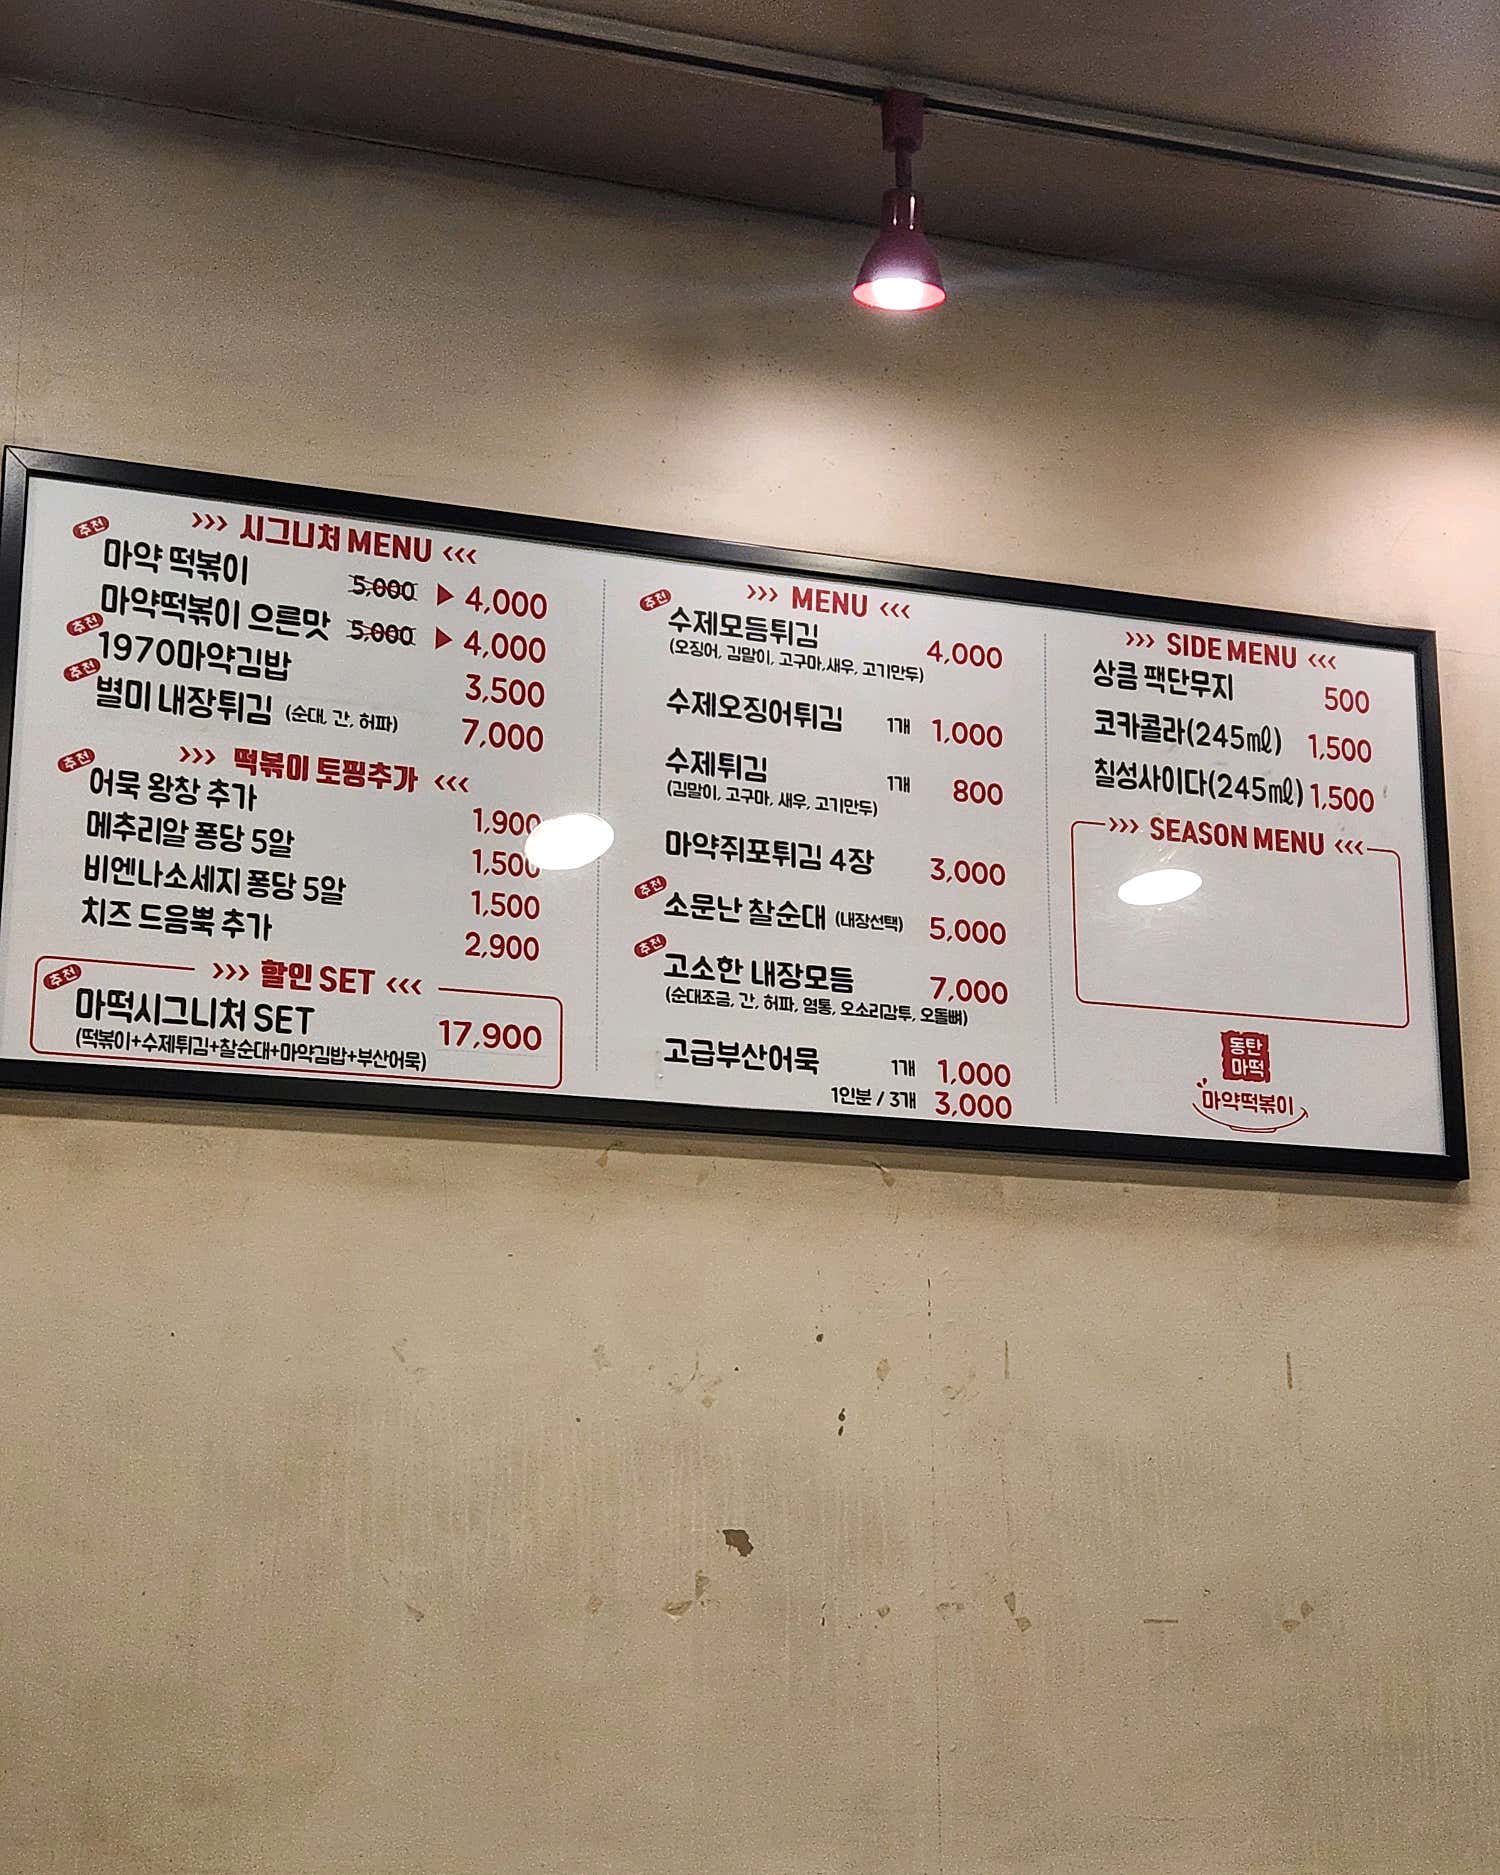 >>> 시그니처 MENU <<<
추천
마약 떡볶이 5,000 ▶ 4,000
마약떡볶이 으른맛 5,000 ▶ 4,000
추천
1970마약김밥 3,500
추천
별미 내장튀김 (순대, 간, 허파) 7,000
>>> 떡볶이 토핑추가 <<<
추천
어묵 왕창 추가 1,900
메추리알 퐁당 5알 1,500
비엔나소세지 퐁당 5알 1,500
치즈 드음뿍 추가 2,900
>>> 할인 SET <<<
추천
마떡시그니처 SET 17,900
(떡볶이+수제튀김+찰순대+마약김밥+부산어묵)
>>> MENU <<<
추천
수제모듬튀김 4,000
(오징어, 김말이, 고구마,새우, 고기만두)
수제오징어튀김 1개 1,000
수제튀김 1개 800
(김말이, 고구마, 새우, 고기만두)
마약쥐포튀김 4장 3,000
추천
소문난 찰순대 (내장선택) 5,000
추천
고소한 내장모듬 7,000
(순대조금, 간, 허파, 염통, 오소리감투, 오돌뼈)
고급부산어묵 1개 1,000
1인분 / 3개 3,000
>>> SIDE MENU <<<
상큼 팩단무지 500
코카콜라(245㎖) 1,500
칠성사이다(245㎖) 1,500
>>> SEASON MENU <<<
동탄
마떡
마약떡볶이